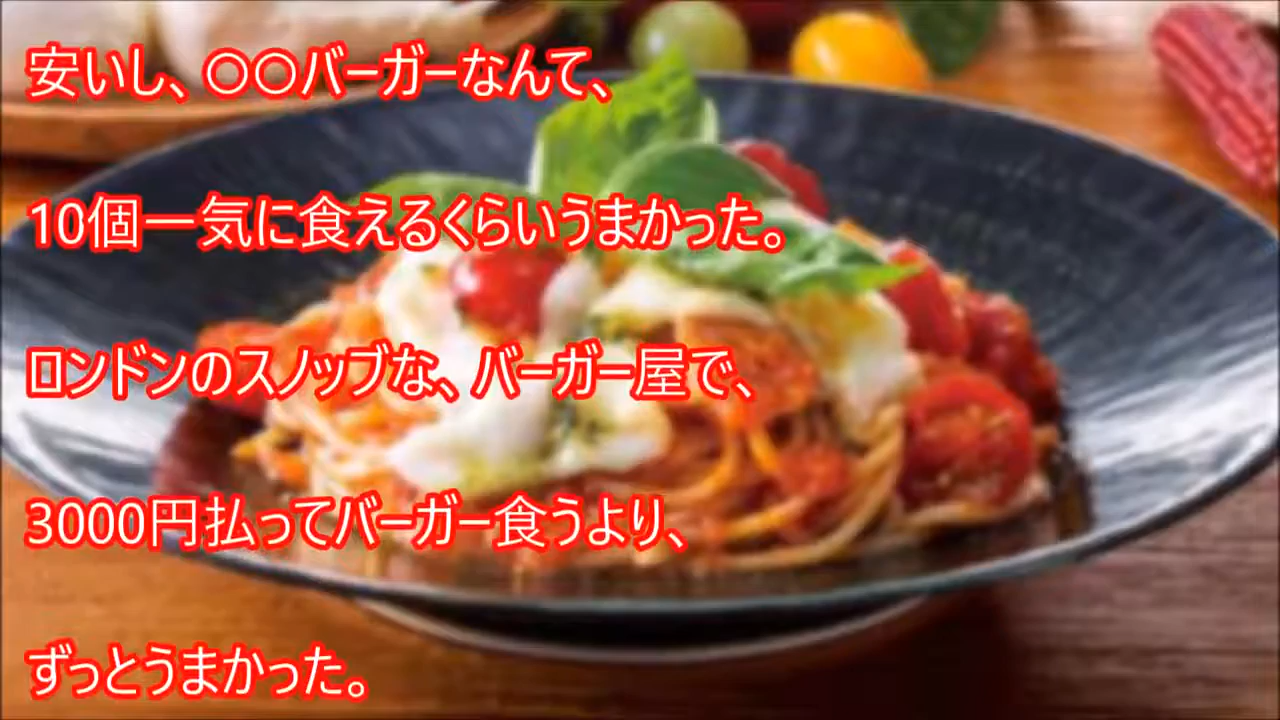 安いし、〇〇バーガーなんて、
10個一気に食えるくらいうまかった。
ロンドンのスノッブな、バーガー屋で、
3000円払ってバーガー食うより、
ずっとうまかった。